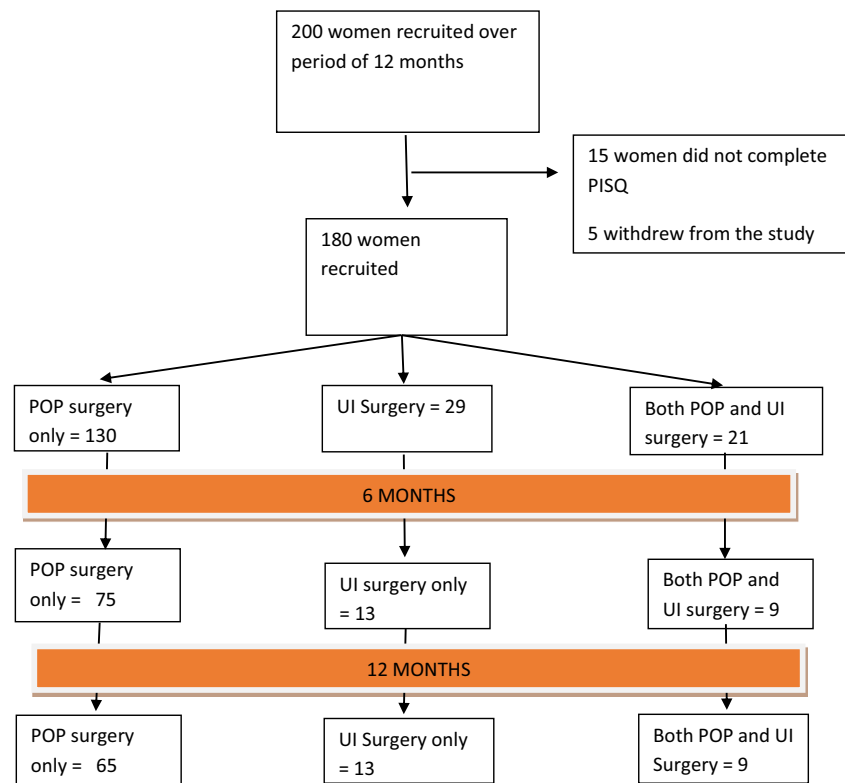 200 women recruited over
period of 12 months
15 women did not complete
PISQ
5 withdrew from the study
180 women
recruited
POP surgery
only = 130
UI Surgery = 29
Both POP and UI
surgery = 21
6 MONTHS
POP surgery
only =   75
UI surgery only
= 13
Both POP and
UI surgery = 9
12 MONTHS
POP surgery
only =   65
UI Surgery only
= 13
Both POP and UI
Surgery = 9